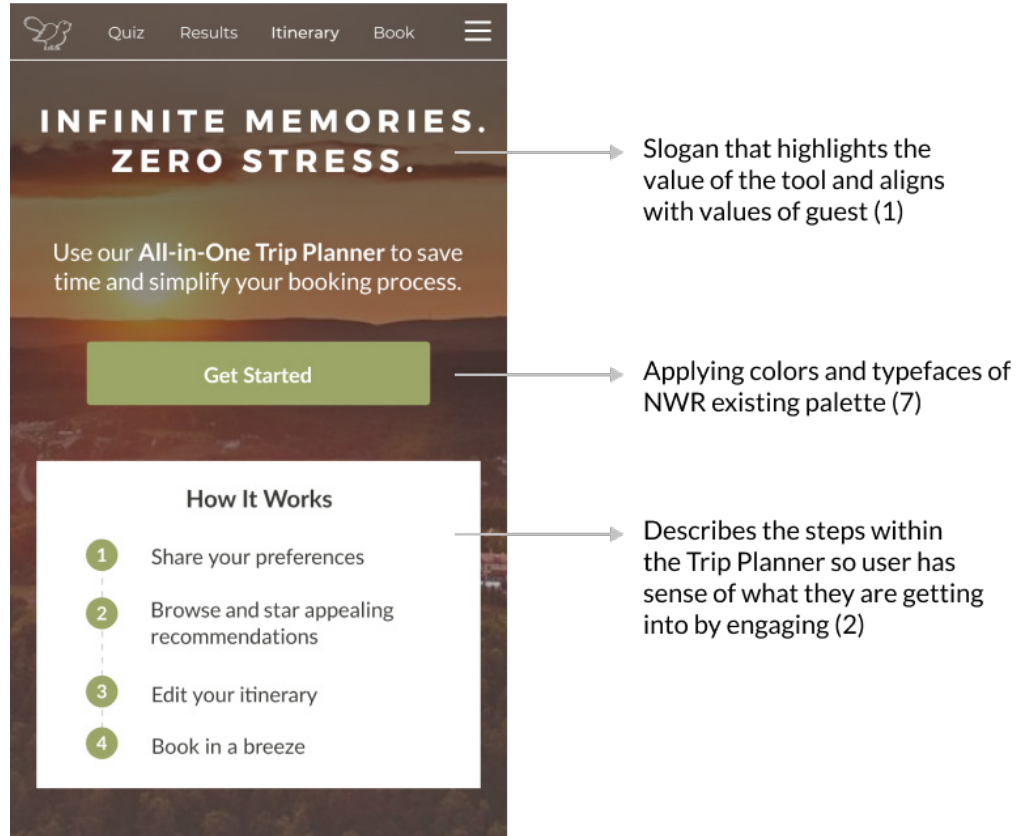 Quiz Results Itinerary Book
INFINITE MEMORIES.
ZERO STRESS.
Use our All-in-One Trip Planner to save
time and simplify your booking process.
Get Started
How It Works
1 Share your preferences
2 Browse and star appealing
recommendations
3 Edit your itinerary
4 Book in a breeze
Slogan that highlights the
value of the tool and aligns
with values of guest (1)
Applying colors and typefaces of
NWR existing palette (7)
Describes the steps within
the Trip Planner so user has
sense of what they are getting
into by engaging (2)